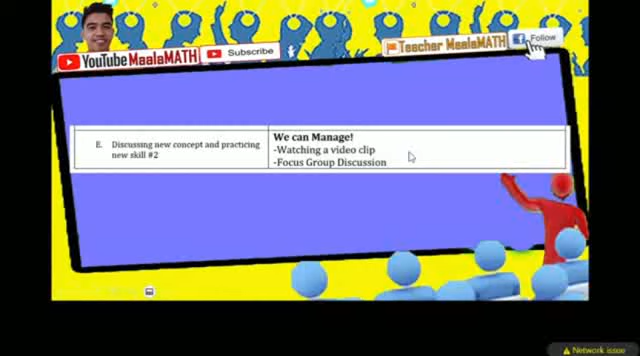 YouTube MaalaMATH
Subscribe
Teacher MaalaMATH
Follow
E. Discussing new concept and practicing
new skill #2
We can Manage!
-Watching a video clip
-Focus Group Discussion
Network issue